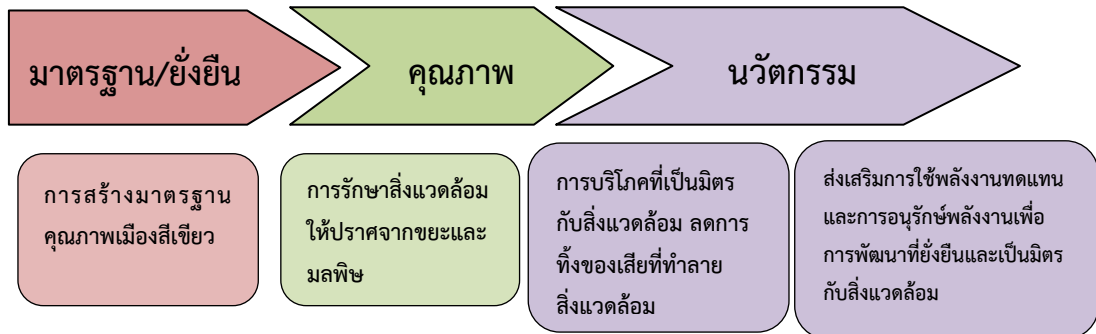 มาตรฐาน/ยั่งยืน
คุณภาพ
นวัตกรรม
การสร้างมาตรฐาน
คุณภาพเมืองสีเขียว
การรักษาสิ่งแวดล้อม
ให้ปราศจากขยะและ
มลพิษ
การบริโภคที่เป็นมิตร
กับสิ่งแวดล้อม ลดการ
ทิ้งของเสียที่ทำลาย
สิ่งแวดล้อม
ส่งเสริมการใช้พลังงานทดแทน
และการอนุรักษ์พลังงานเพื่อ
การพัฒนาที่ยั่งยืนและเป็นมิตร
กับสิ่งแวดล้อม